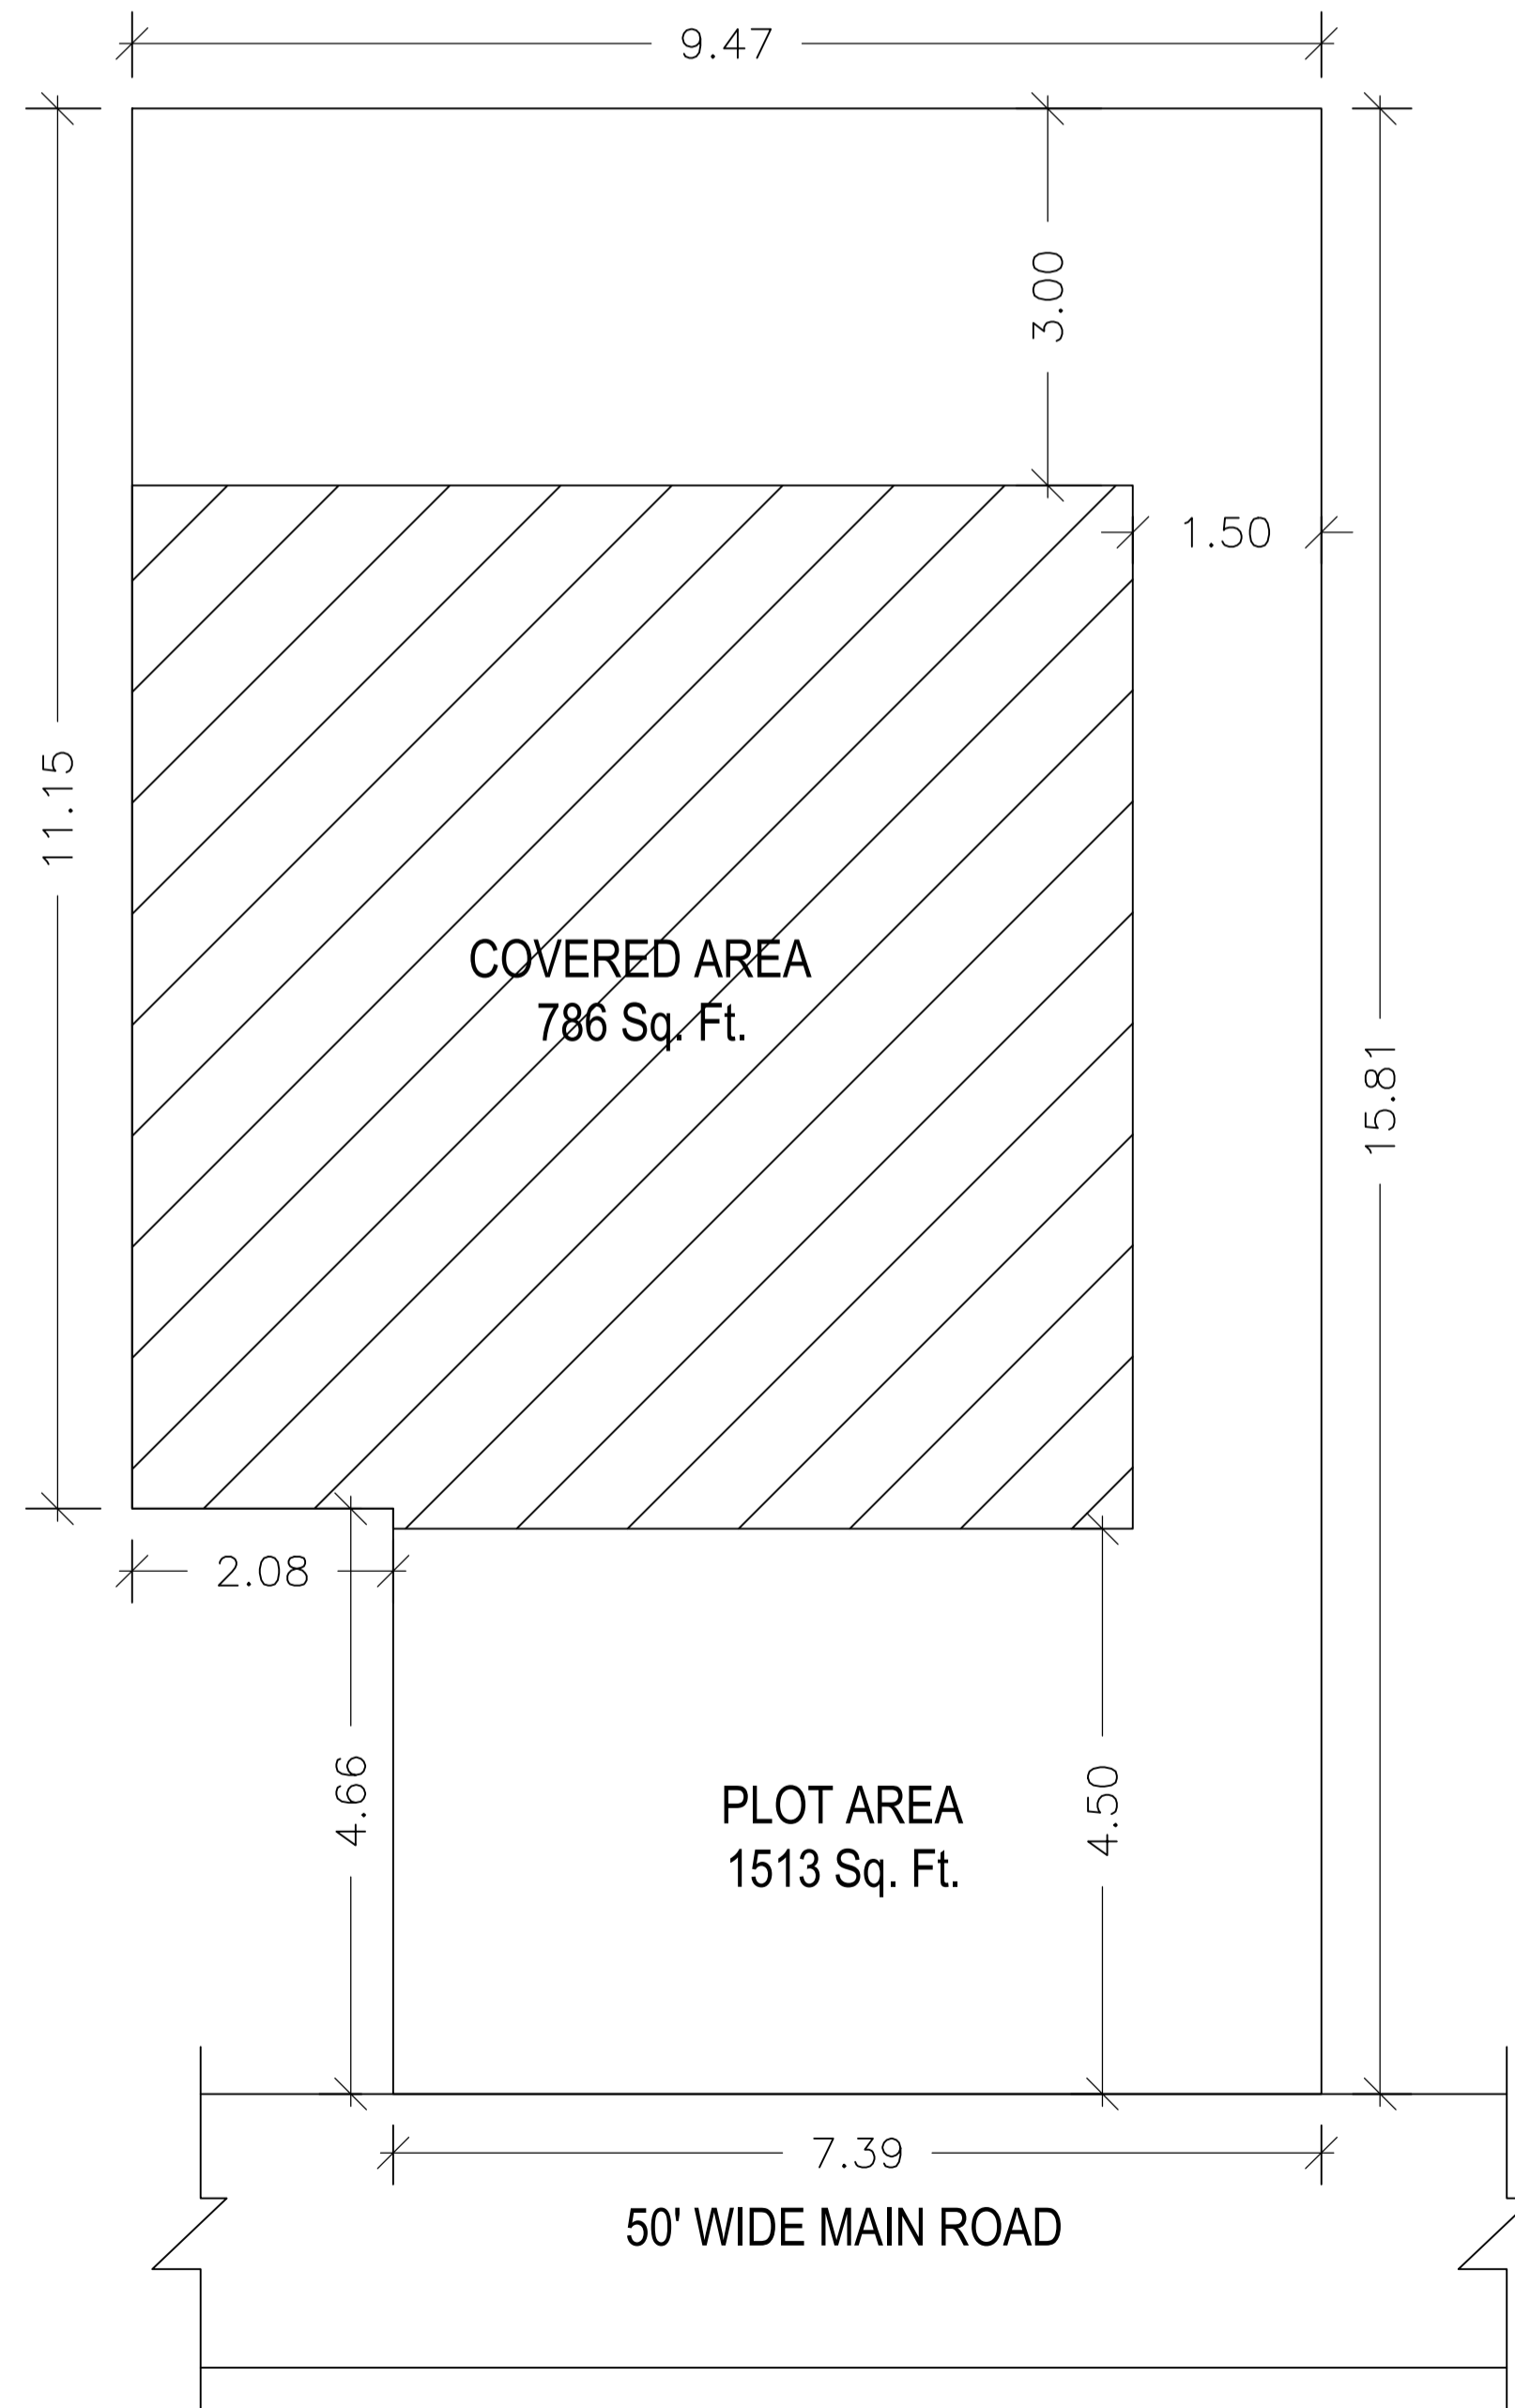 9.47
3.00
1.50
11.15
COVERED AREA
786 Sq. Ft.
15.81
2.08
4.66
PLOT AREA
1513 Sq. Ft.
4.50
7.39
50' WIDE MAIN ROAD